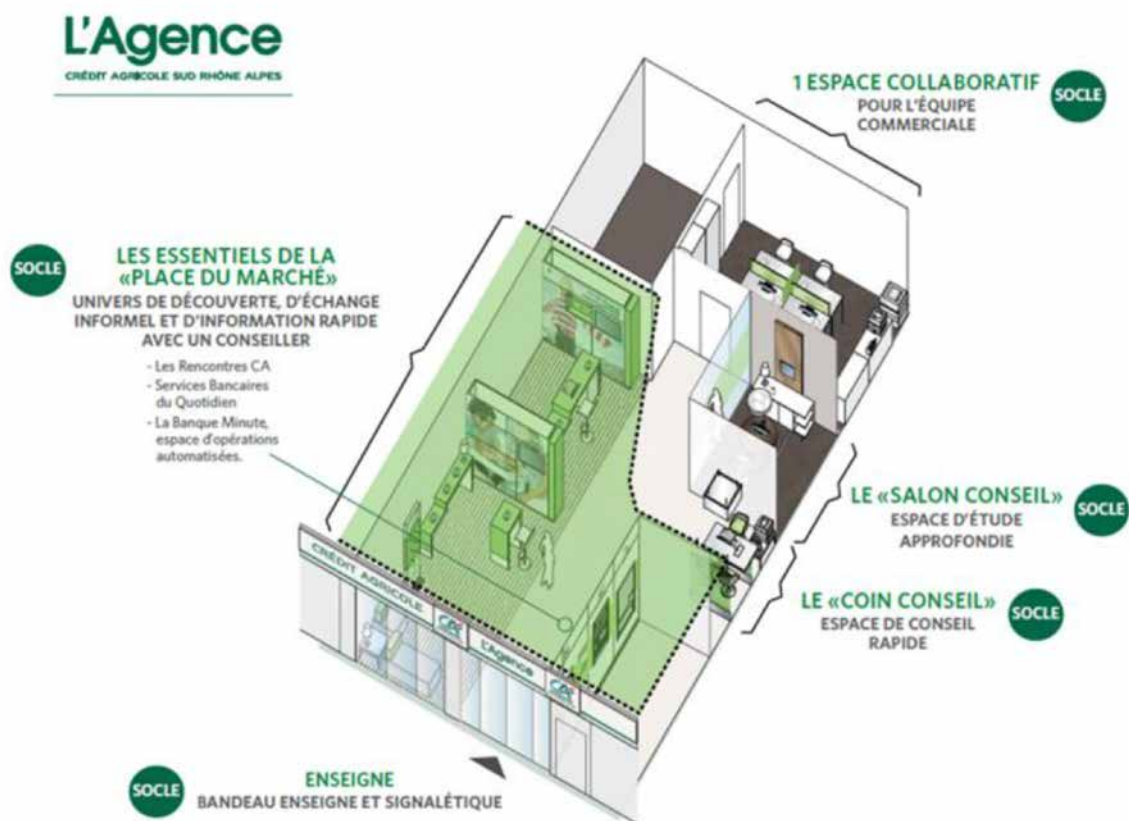 L'Agence
CRÉDIT AGRICOLE SUD RHÔNE ALPES
1 ESPACE COLLABORATIF
POUR L'ÉQUIPE
COMMERCIALE
SOCLE
SOCLE
LES ESSENTIELS DE LA
«PLACE DU MARCHÉ»
UNIVERS DE DÉCOUVERTE, D'ÉCHANGE
INFORMEL ET D'INFORMATION RAPIDE
AVEC UN CONSEILLER
- Les Rencontres CA
- Services Bancaires
du Quotidien
- La Banque Minute,
espace d'opérations
automatisées.
LE «SALON CONSEIL»
ESPACE D'ÉTUDE
APPROFONDIE
SOCLE
LE «COIN CONSEIL»
ESPACE DE CONSEIL
RAPIDE
SOCLE
CRÉDIT AGRICOLE
CA
L'Agence
CA
SOCLE
ENSEIGNE
BANDEAU ENSEIGNE ET SIGNALÉTIQUE